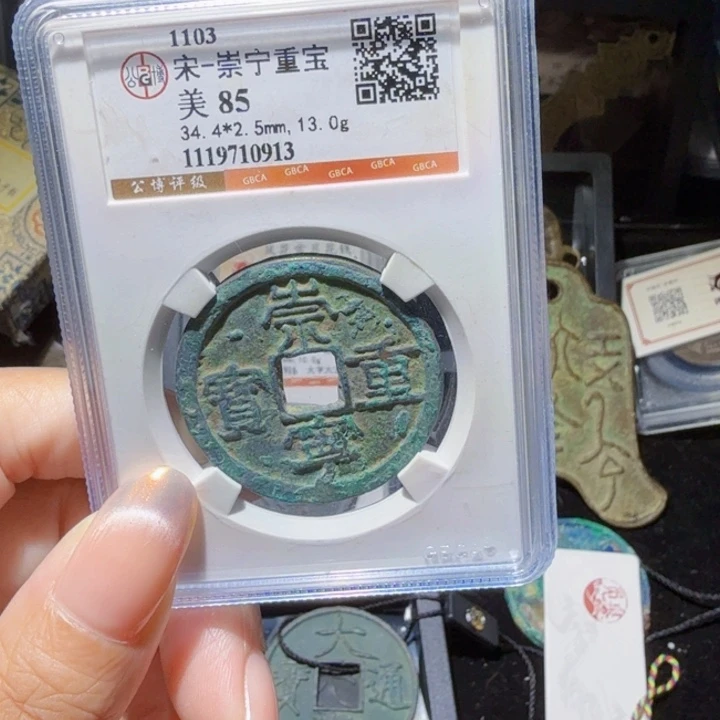 1103
宋-崇宁重宝
美 85
34.4*2.5mm, 13.0g
1119710913
公博评级 GBCA GBCA GBCA GBCA GBCA
崇
重
寶
寧
大
通